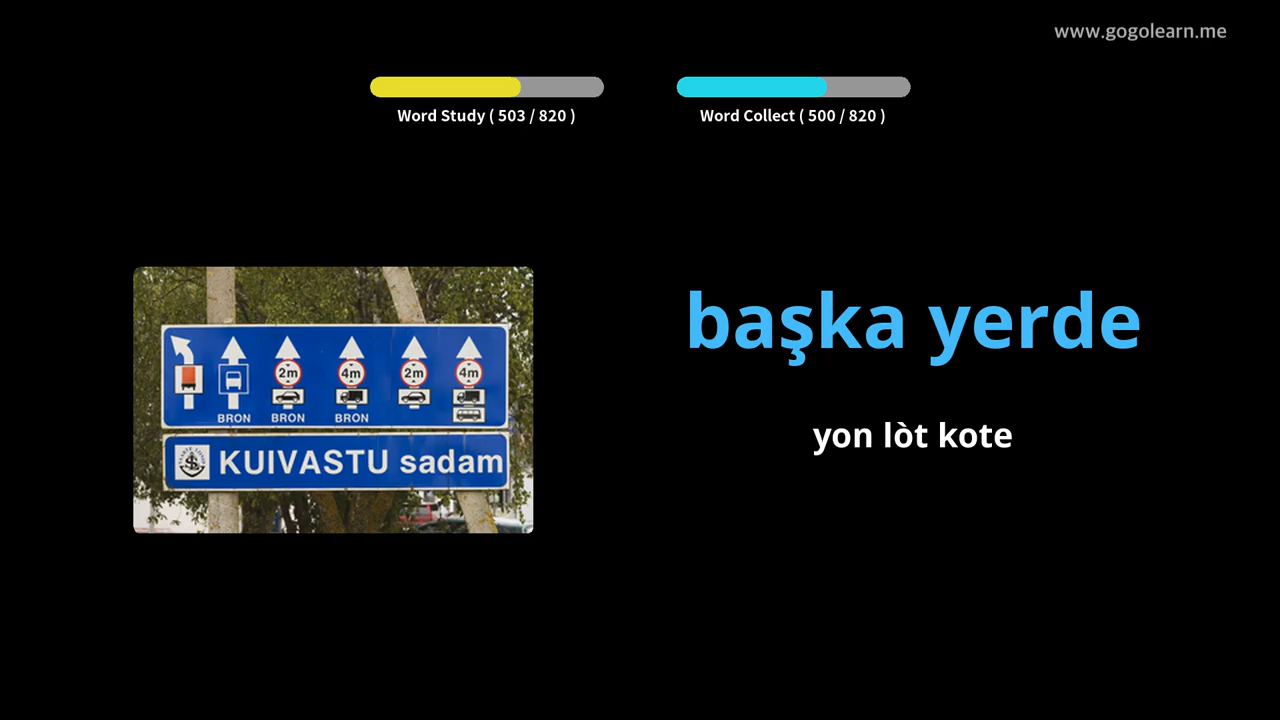 www.gogolearn.me
Word Study ( 503 / 820 )
Word Collect ( 500 / 820 )
başka yerde
yon lòt kote
2m 4m 2m 4m
BRON BRON BRON
KUIVASTU sadam